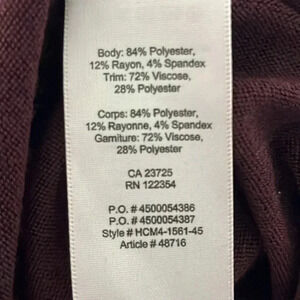 Body: 84% Polyester,
12% Rayon, 4% Spandex
Trim: 72% Viscose,
28% Polyester
Corps: 84% Polyester,
12% Rayonne, 4% Spandex
Garniture: 72% Viscose,
28% Polyester
CA 23725
RN 122354
P.O. # 4500054386
P.O. # 4500054387
Style # HCM4-1561-45
Article # 48716